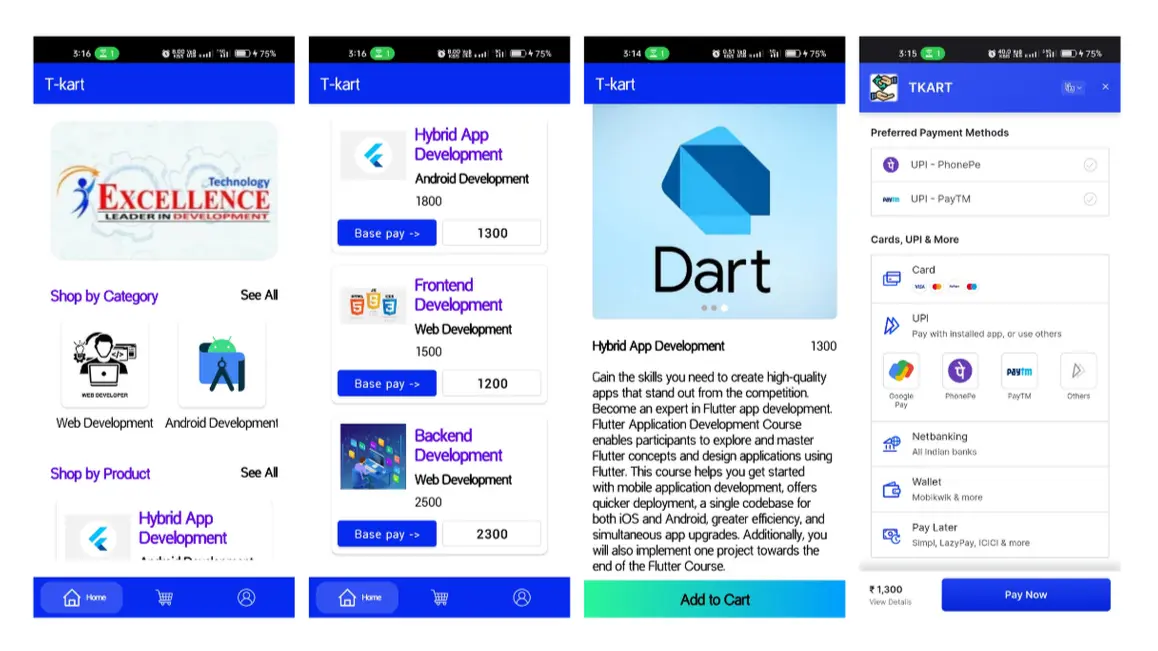 3:16 1 75%
T-kart
Technology
EXCELLENCE
LEADER IN DEVELOPMENT
Shop by Category See All
WEB DEVELOPER
Web Development Android Development
Shop by Product See All
Hybrid App
Development
Home
3:16 1 75%
T-kart
Hybrid App
Development
Android Development
1800
Base pay -> 1300
Frontend
Development
Web Development
1500
Base pay -> 1200
Backend
Development
Web Development
2500
Base pay -> 2300
Home
3:14 1 75%
T-kart
Dart
Hybrid App Development 1300
Gain the skills you need to create high-quality
apps that stand out from the competition.
Become an expert in Flutter app development.
Flutter Application Development Course
enables participants to explore and master
Flutter concepts and design applications using
Flutter. This course helps you get started
with mobile application development, offers
quicker deployment, a single codebase for
both iOS and Android, greater efficiency, and
simultaneous app upgrades. Additionally, you
will also implement one project towards the
end of the Flutter Course.
Add to Cart
3:15 1 75%
TKART
Preferred Payment Methods
UPI - PhonePe
paytm UPI - PayTM
Cards, UPI & More
Card
VISA
UPI
Pay with installed app, or use others
paytm
Google
Pay
PhonePe PayTM Others
Netbanking
All Indian banks
Wallet
Mobikwik & more
Pay Later
Simpl, LazyPay, ICICI & more
₹ 1,300
View Details
Pay Now